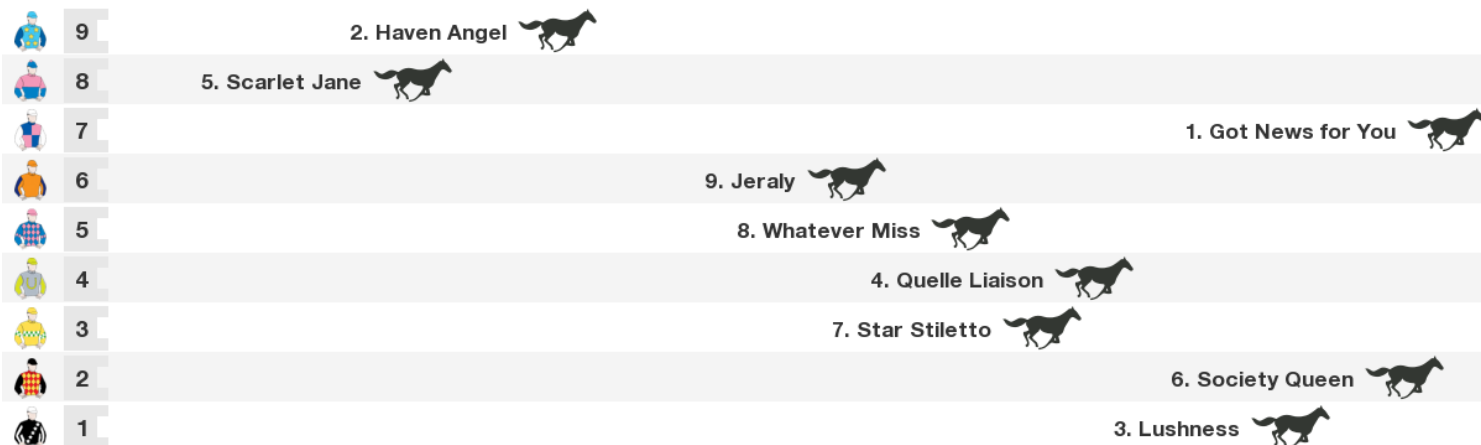 9 2. Haven Angel
8 5. Scarlet Jane
7 1. Got News for You
6 9. Jeraly
5 8. Whatever Miss
4 4. Quelle Liaison
3 7. Star Stiletto
2 6. Society Queen
1 3. Lushness